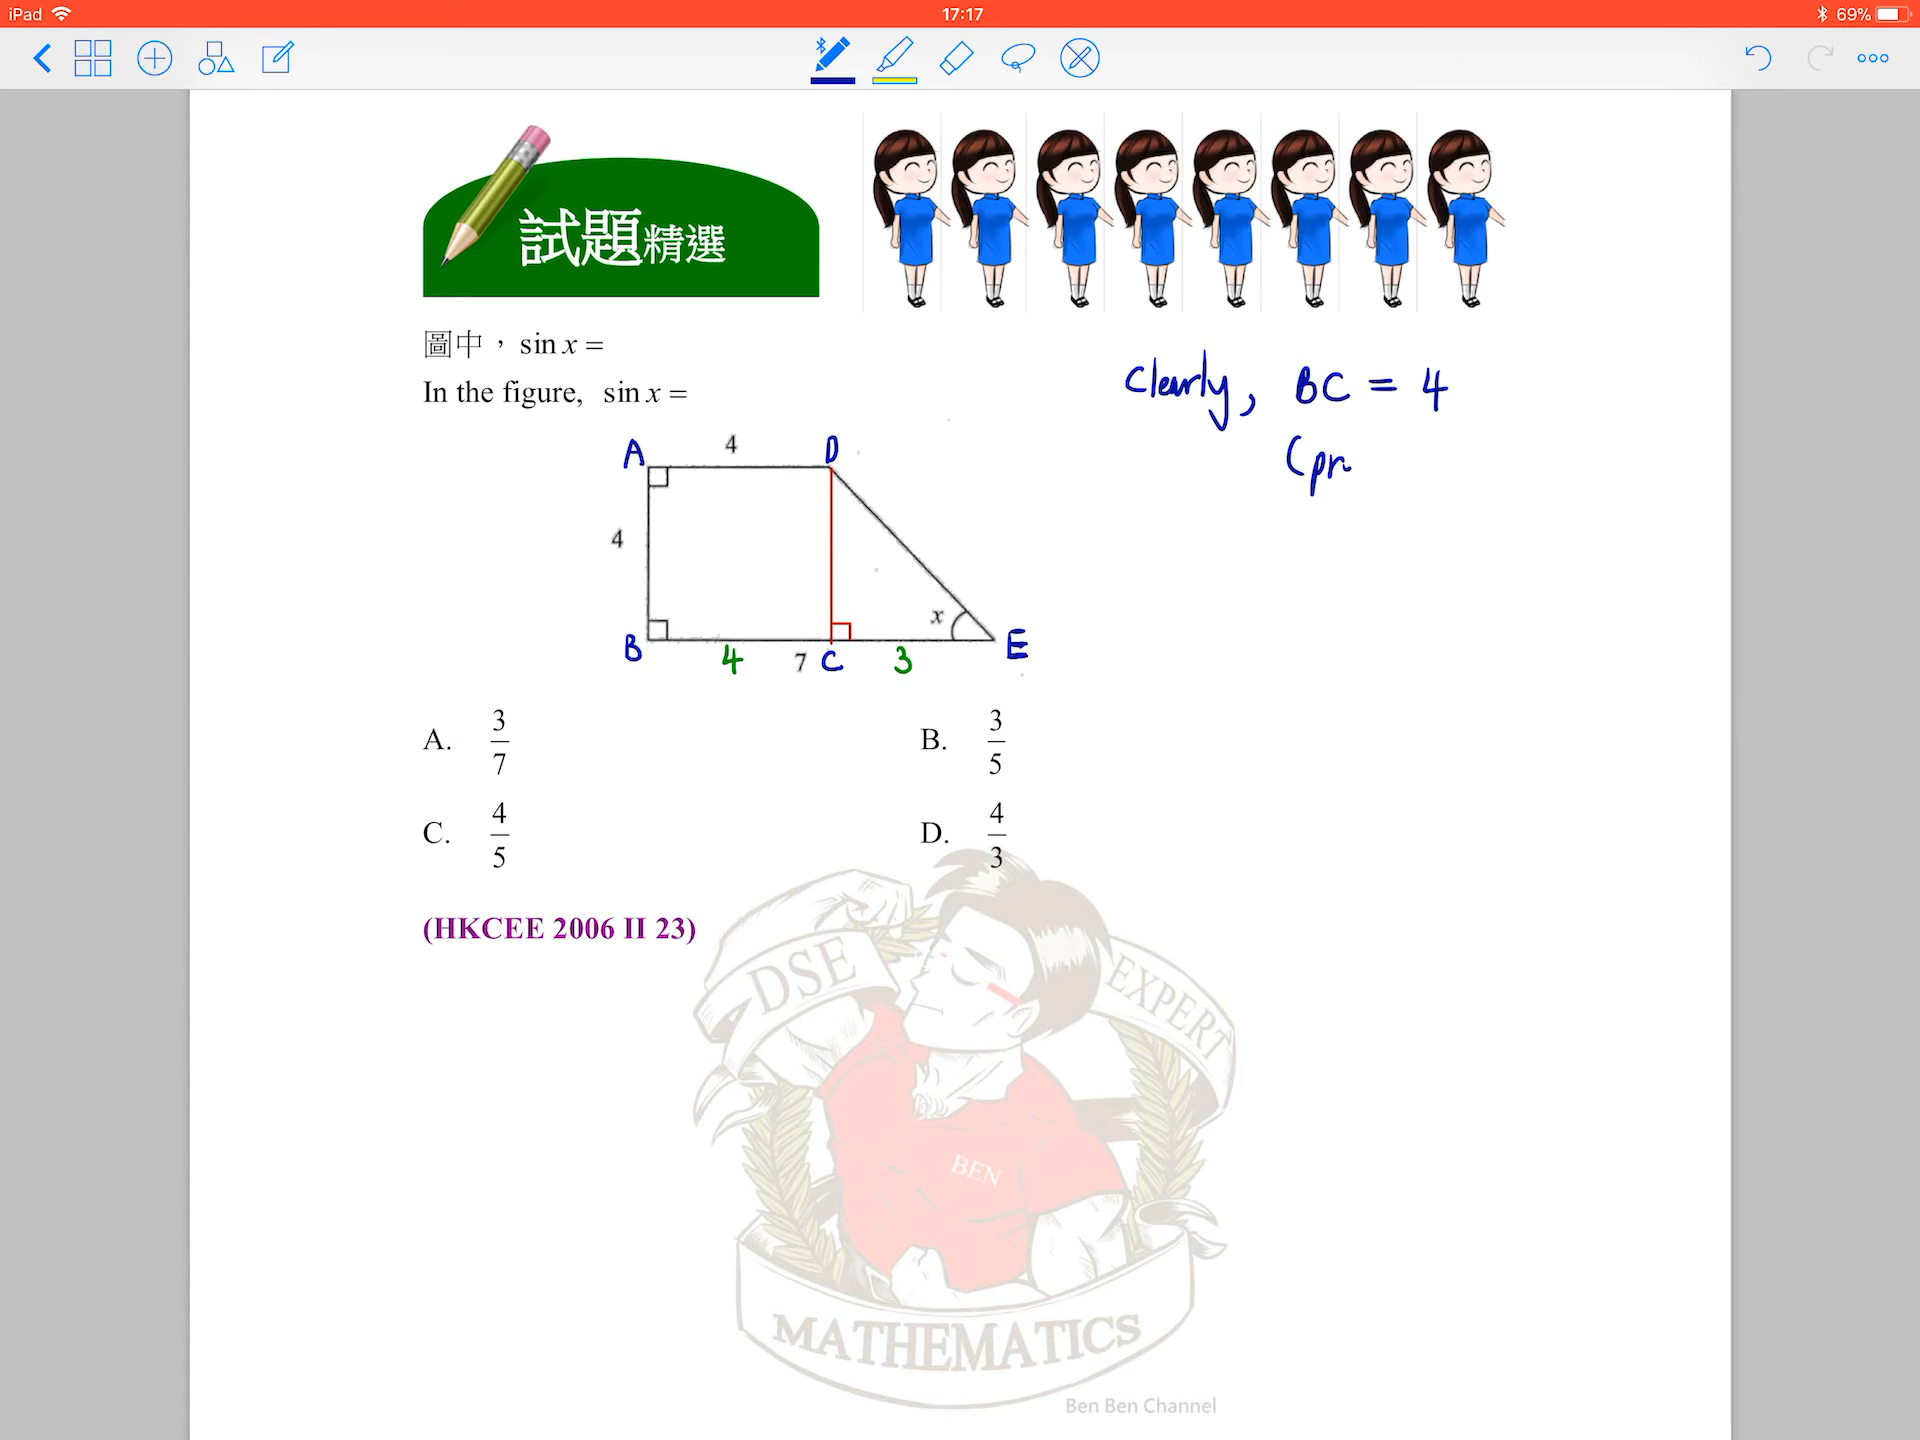 iPad 17:17 69%
試題精選
圖中，sin x =
In the figure, sin x =
Clearly, BC = 4
(pr
A 4 D
4
x
B 4 7 C 3 E
A. 3/7 B. 3/5
C. 4/5 D. 4/3
(HKCEE 2006 II 23)
DSE EXPERT
BEN
MATHEMATICS
Ben Ben Channel